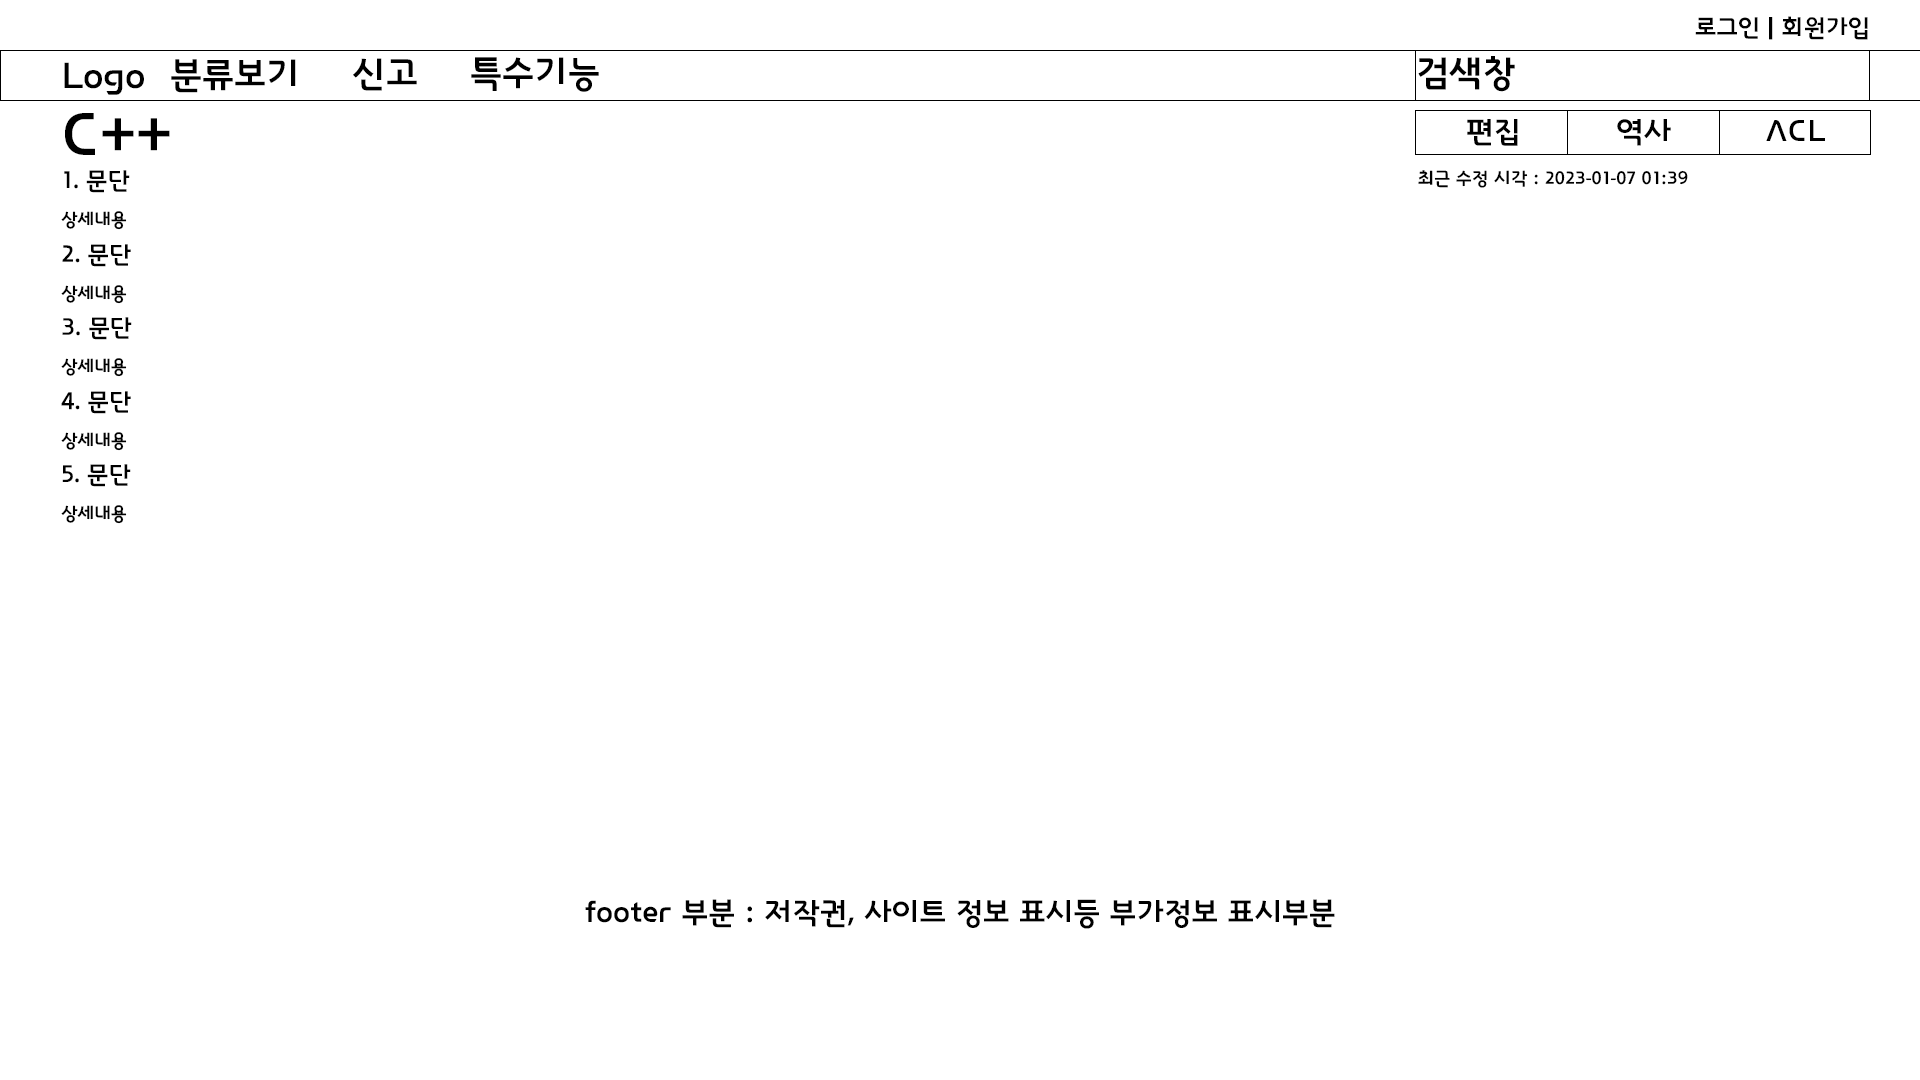 로그인 | 회원가입
Logo 분류보기 신고 특수기능 검색창
C++
편집 역사 ACL
1. 문단
최근 수정 시각 : 2023-01-07 01:39
상세내용
2. 문단
상세내용
3. 문단
상세내용
4. 문단
상세내용
5. 문단
상세내용
footer 부분 : 저작권, 사이트 정보 표시등 부가정보 표시부분